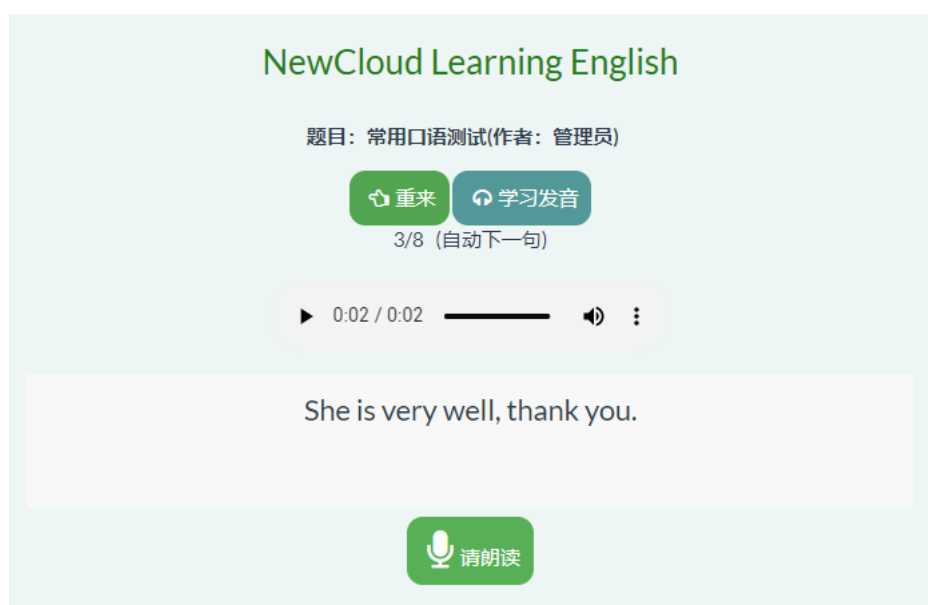 NewCloud Learning English
题目：常用口语测试(作者：管理员)
重来 学习发音
3/8 (自动下一句)
0:02 / 0:02
She is very well, thank you.
请朗读